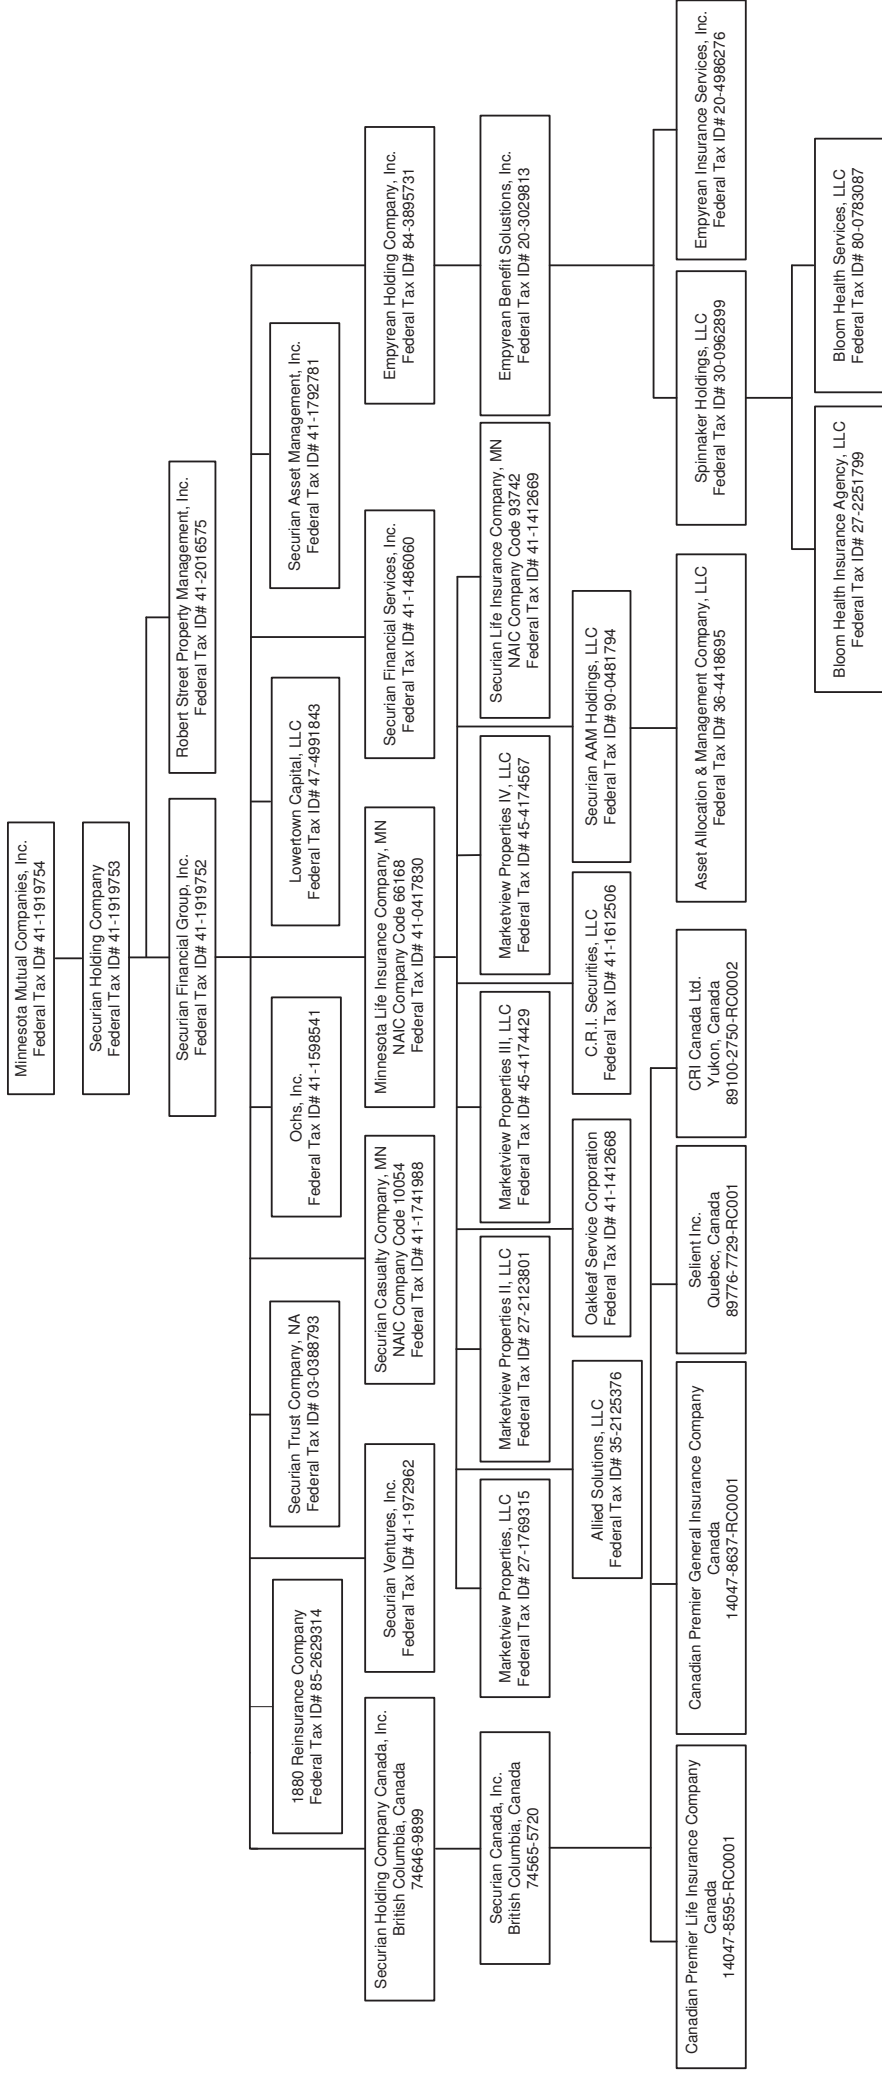 Minnesota Mutual Companies, Inc.
Federal Tax ID# 41-1919754
Securian Holding Company
Federal Tax ID# 41-1919753
Securian Financial Group, Inc.
Federal Tax ID# 41-1919752
Robert Street Property Management, Inc.
Federal Tax ID# 41-2016575
1880 Reinsurance Company
Federal Tax ID# 85-2629314
Securian Trust Company, NA
Federal Tax ID# 03-0388793
Ochs, Inc.
Federal Tax ID# 41-1598541
Lowertown Capital, LLC
Federal Tax ID# 47-4991843
Securian Asset Management, Inc.
Federal Tax ID# 41-1792781
Securian Holding Company Canada, Inc.
British Columbia, Canada
74646-9899
Securian Ventures, Inc.
Federal Tax ID# 41-1972962
Securian Casualty Company, MN
NAIC Company Code 10054
Federal Tax ID# 41-1741988
Minnesota Life Insurance Company, MN
NAIC Company Code 66168
Federal Tax ID# 41-0417830
Securian Financial Services, Inc.
Federal Tax ID# 41-1486060
Empyrean Holding Company, Inc.
Federal Tax ID# 84-3895731
Securian Canada, Inc.
British Columbia, Canada
74565-5720
Marketview Properties, LLC
Federal Tax ID# 27-1769315
Marketview Properties II, LLC
Federal Tax ID# 27-2123801
Marketview Properties III, LLC
Federal Tax ID# 45-4174429
Marketview Properties IV, LLC
Federal Tax ID# 45-4174567
Securian Life Insurance Company, MN
NAIC Company Code 93742
Federal Tax ID# 41-1412669
Empyrean Benefit Solustions, Inc.
Federal Tax ID# 20-3029813
Allied Solutions, LLC
Federal Tax ID# 35-2125376
Oakleaf Service Corporation
Federal Tax ID# 41-1412668
C.R.I. Securities, LLC
Federal Tax ID# 41-1612506
Securian AAM Holdings, LLC
Federal Tax ID# 90-0481794
Canadian Premier Life Insurance Company
Canada
14047-8595-RC0001
Canadian Premier General Insurance Company
Canada
14047-8637-RC0001
Selient Inc.
Quebec, Canada
89776-7729-RC001
CRI Canada Ltd.
Yukon, Canada
89100-2750-RC0002
Asset Allocation & Management Company, LLC
Federal Tax ID# 36-4418695
Spinnaker Holdings, LLC
Federal Tax ID# 30-0962899
Empyrean Insurance Services, Inc.
Federal Tax ID# 20-4986276
Bloom Health Insurance Agency, LLC
Federal Tax ID# 27-2251799
Bloom Health Services, LLC
Federal Tax ID# 80-0783087